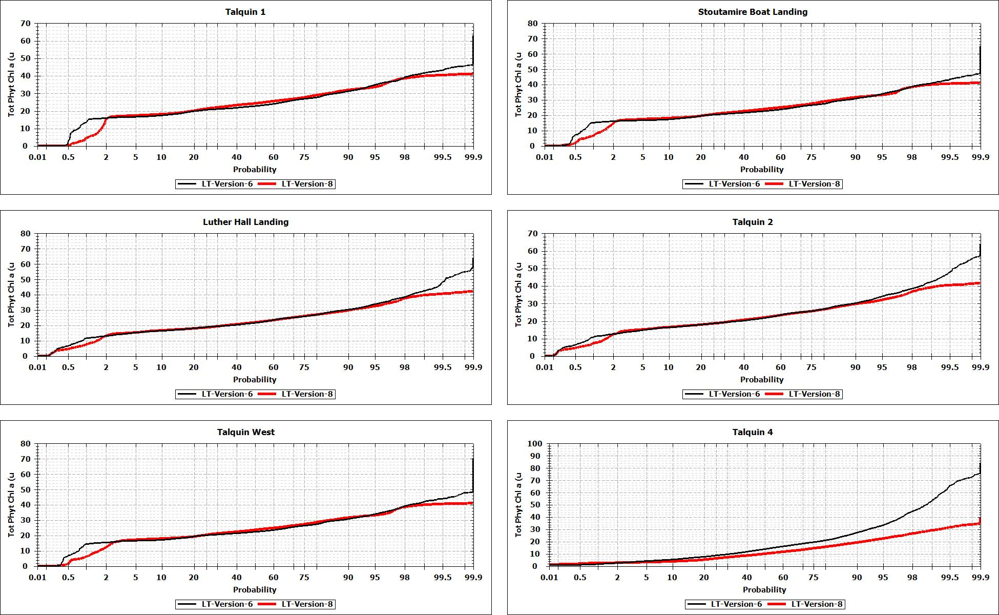 Talquin 1
Tot Phyt Chl a (u
70
60
50
40
30
20
10
0
0.01 0.5 2 5 10 20 40 60 75 90 95 98 99.5 99.9
Probability
LT-Version-6 LT-Version-8
Stoutamire Boat Landing
Tot Phyt Chl a (u
80
70
60
50
40
30
20
10
0
0.01 0.5 2 5 10 20 40 60 75 90 95 98 99.5 99.9
Probability
LT-Version-6 LT-Version-8
Luther Hall Landing
Tot Phyt Chl a (u
80
70
60
50
40
30
20
10
0
0.01 0.5 2 5 10 20 40 60 75 90 95 98 99.5 99.9
Probability
LT-Version-6 LT-Version-8
Talquin 2
Tot Phyt Chl a (u
70
60
50
40
30
20
10
0
0.01 0.5 2 5 10 20 40 60 75 90 95 98 99.5 99.9
Probability
LT-Version-6 LT-Version-8
Talquin West
Tot Phyt Chl a (u
80
70
60
50
40
30
20
10
0
0.01 0.5 2 5 10 20 40 60 75 90 95 98 99.5 99.9
Probability
LT-Version-6 LT-Version-8
Talquin 4
Tot Phyt Chl a (u
100
90
80
70
60
50
40
30
20
10
0
0.01 0.5 2 5 10 20 40 60 75 90 95 98 99.5 99.9
Probability
LT-Version-6 LT-Version-8